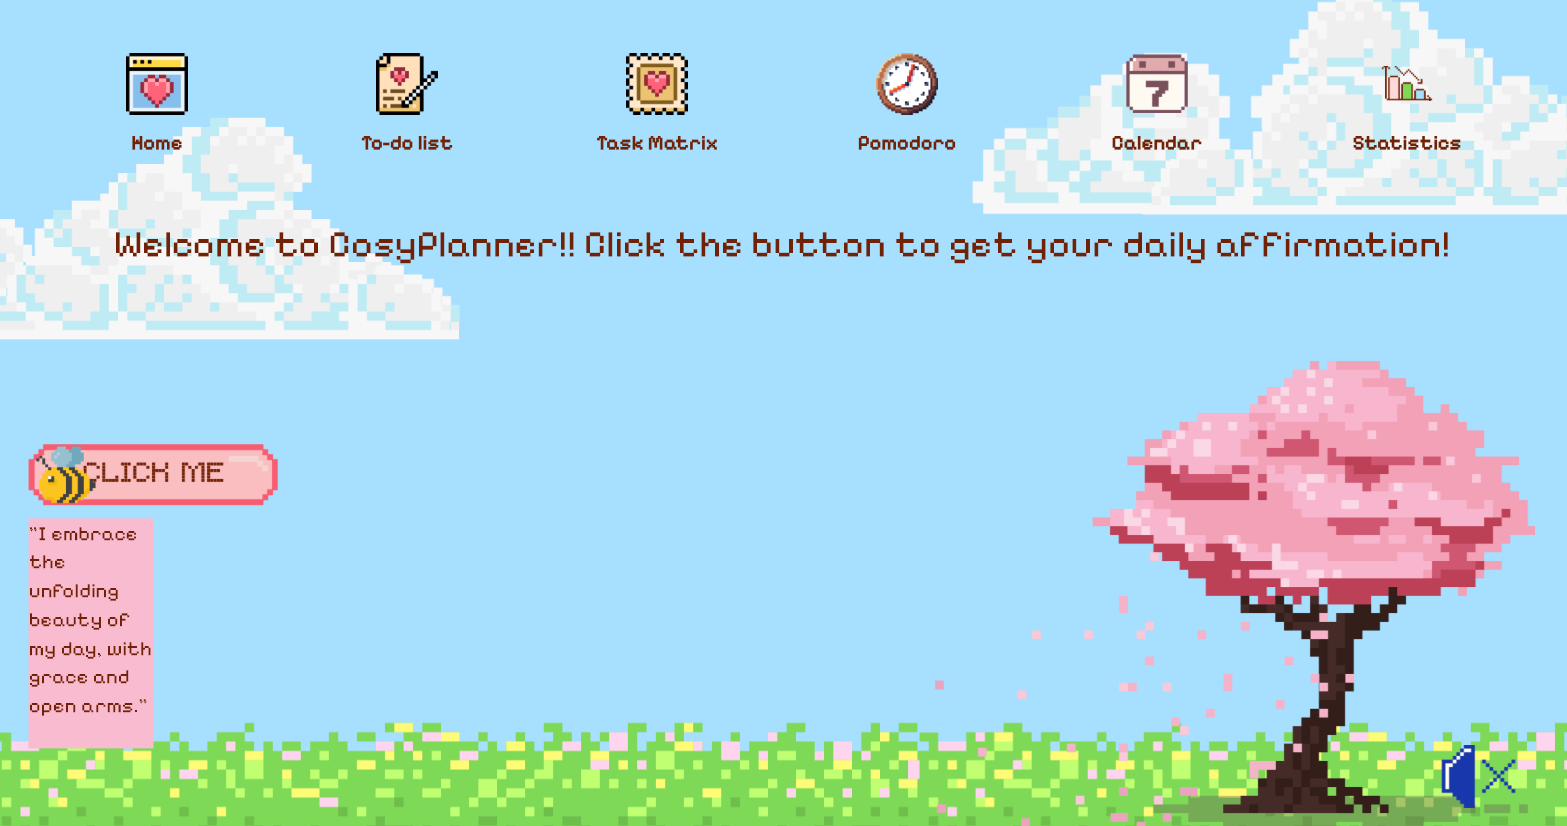 Home
To-do list
Task Matrix
Pomodoro
7
Calendar
Statistics
Welcome to CosyPlanner!! Click the button to get your daily affirmation!
CLICK ME
"I embrace
the
unfolding
beauty of
my day, with
grace and
open arms."